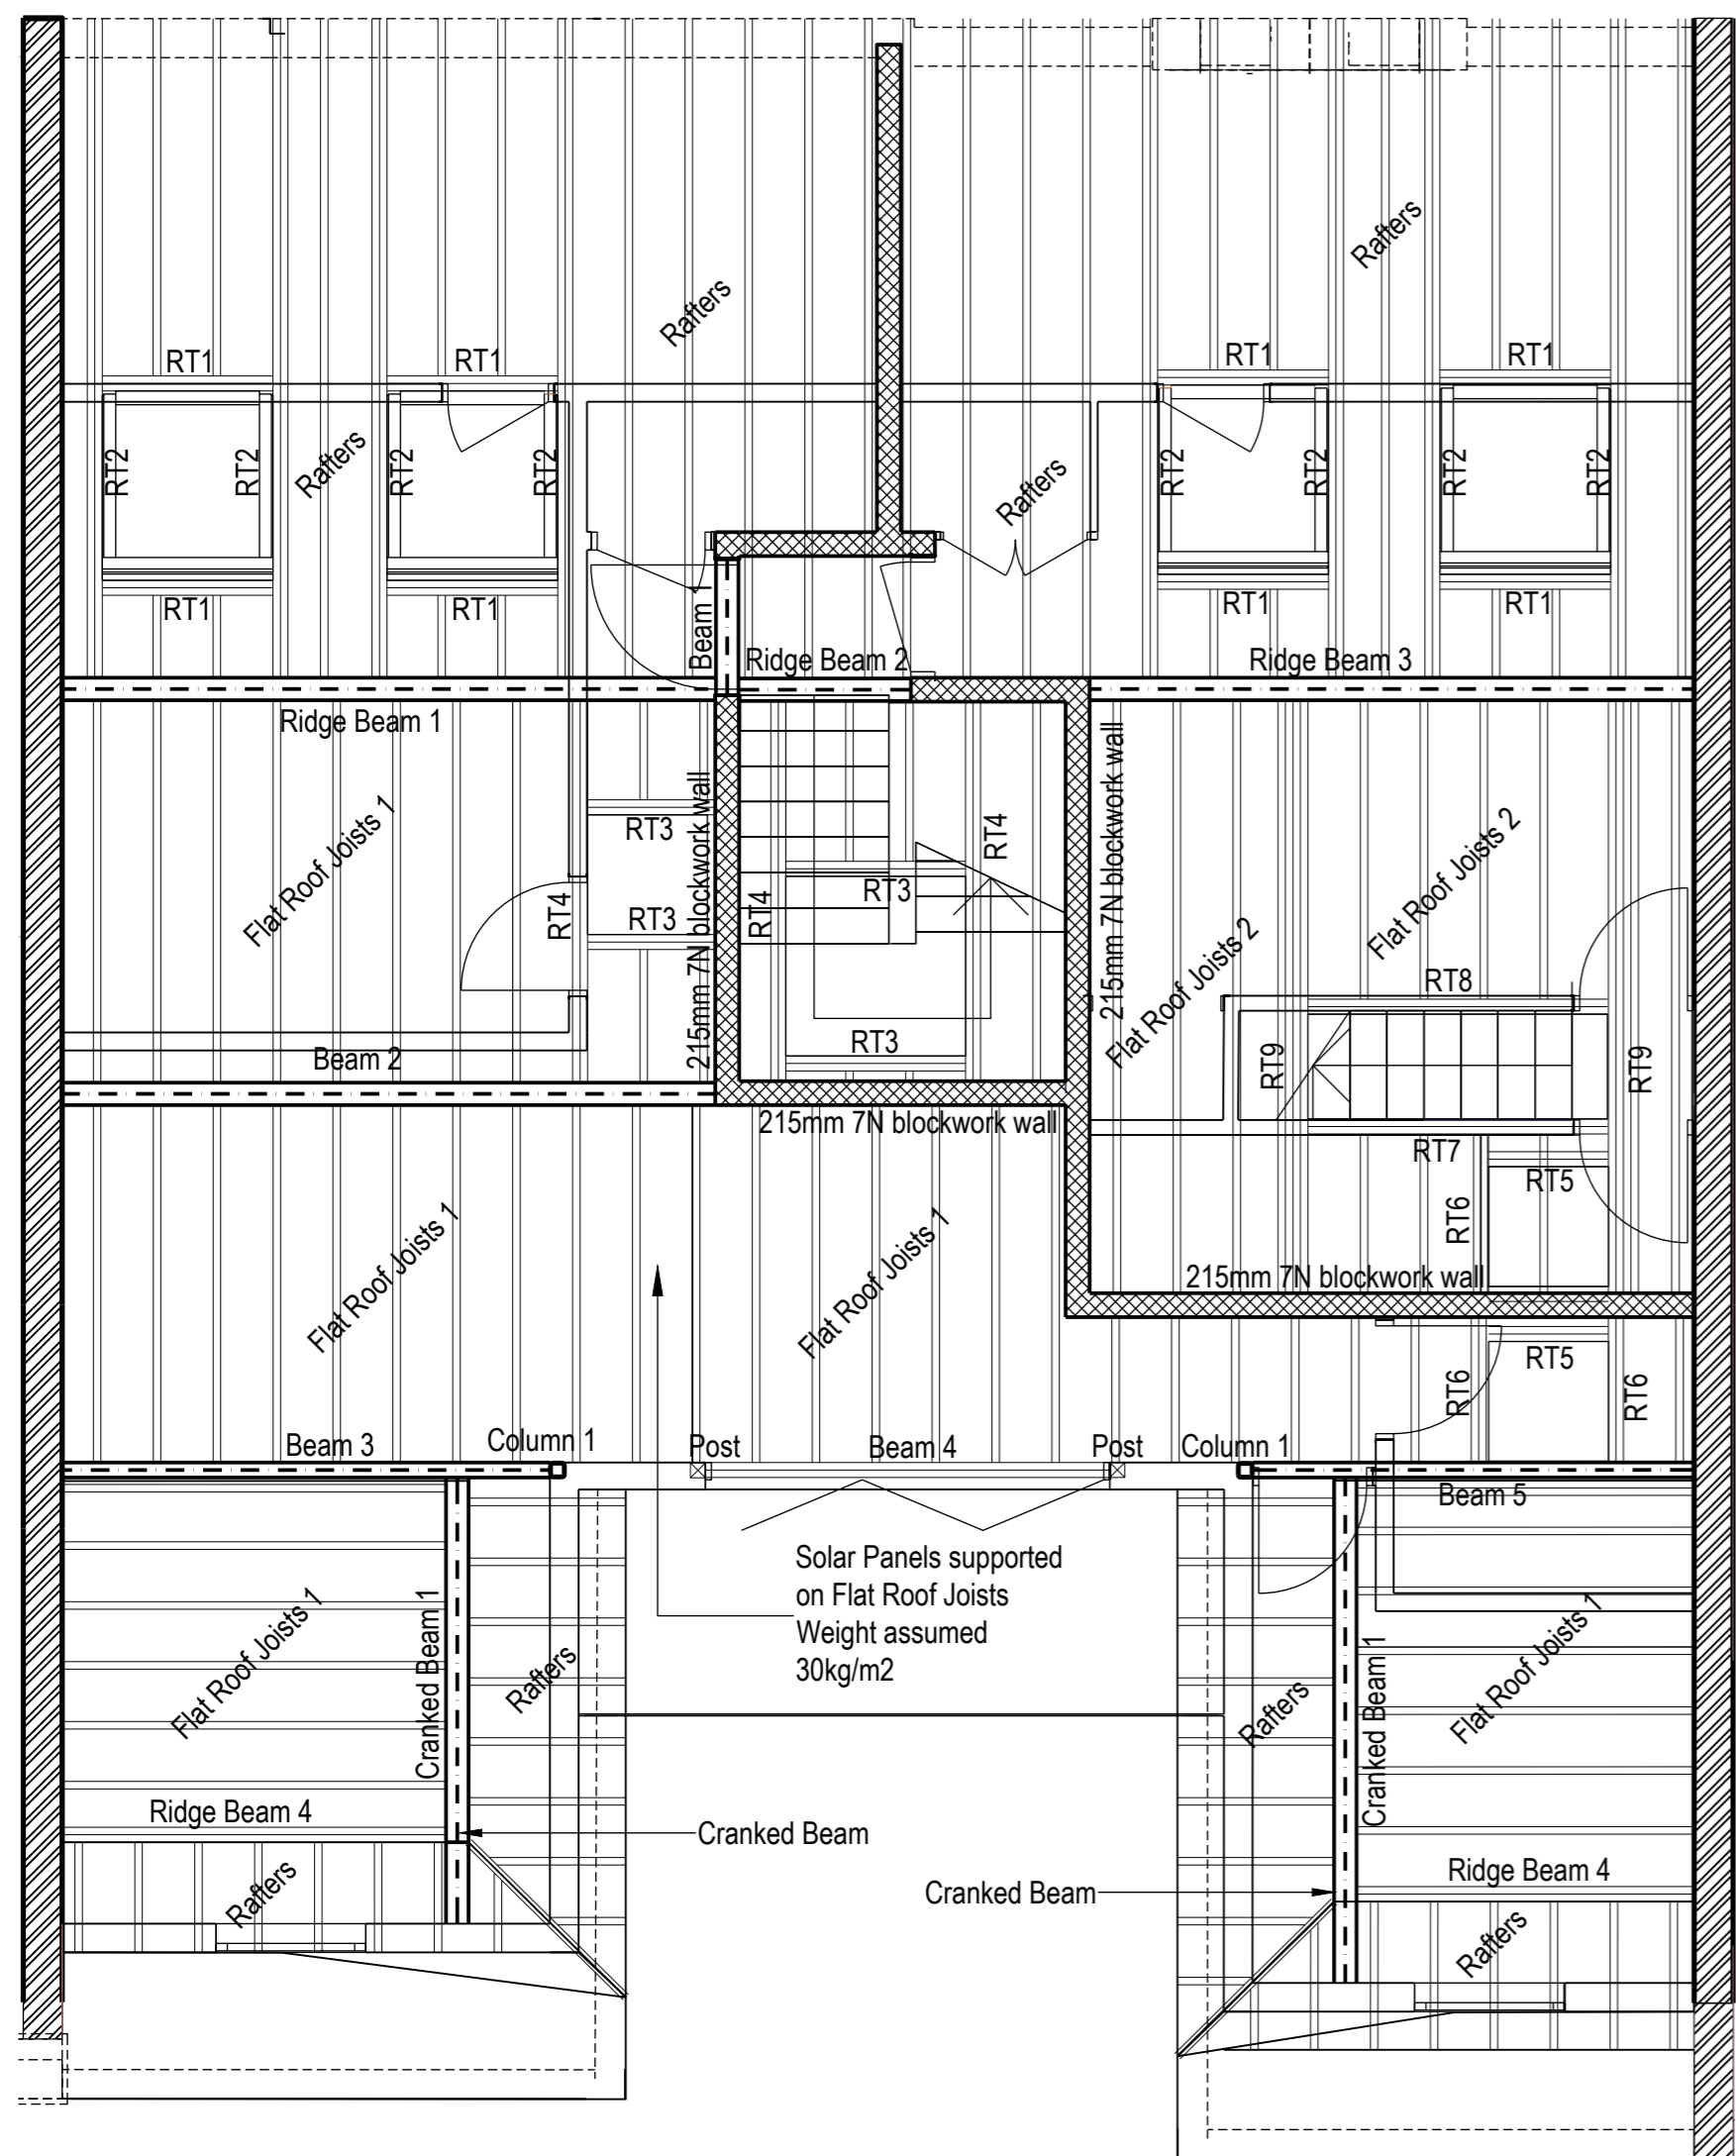 Rafters
Rafters
RT1
RT1
RT1
RT1
RT2
RT2
Rafters
RT2
RT2
Rafters
RT2
RT2
RT2
RT2
RT1
RT1
Beam 1
RT1
RT1
Ridge Beam 2
Ridge Beam 3
Ridge Beam 1
Flat Roof Joists 1
RT3
215mm 7N blockwork wall
RT4
RT3
RT4
RT3
RT4
RT3
215mm 7N blockwork wall
Flat Roof Joists 2
Flat Roof Joists 2
RT8
RT9
RT9
Beam 2
215mm 7N blockwork wall
RT7
RT5
RT6
Flat Roof Joists 1
Flat Roof Joists 1
215mm 7N blockwork wall
RT5
RT6
RT6
Beam 3
Column 1
Post
Beam 4
Post
Column 1
Beam 5
Solar Panels supported
on Flat Roof Joists
Weight assumed
30kg/m2
Flat Roof Joists 1
Cranked Beam 1
Rafters
Rafters
Cranked Beam 1
Flat Roof Joists 1
Ridge Beam 4
Cranked Beam
Ridge Beam 4
Cranked Beam
Rafters
Rafters